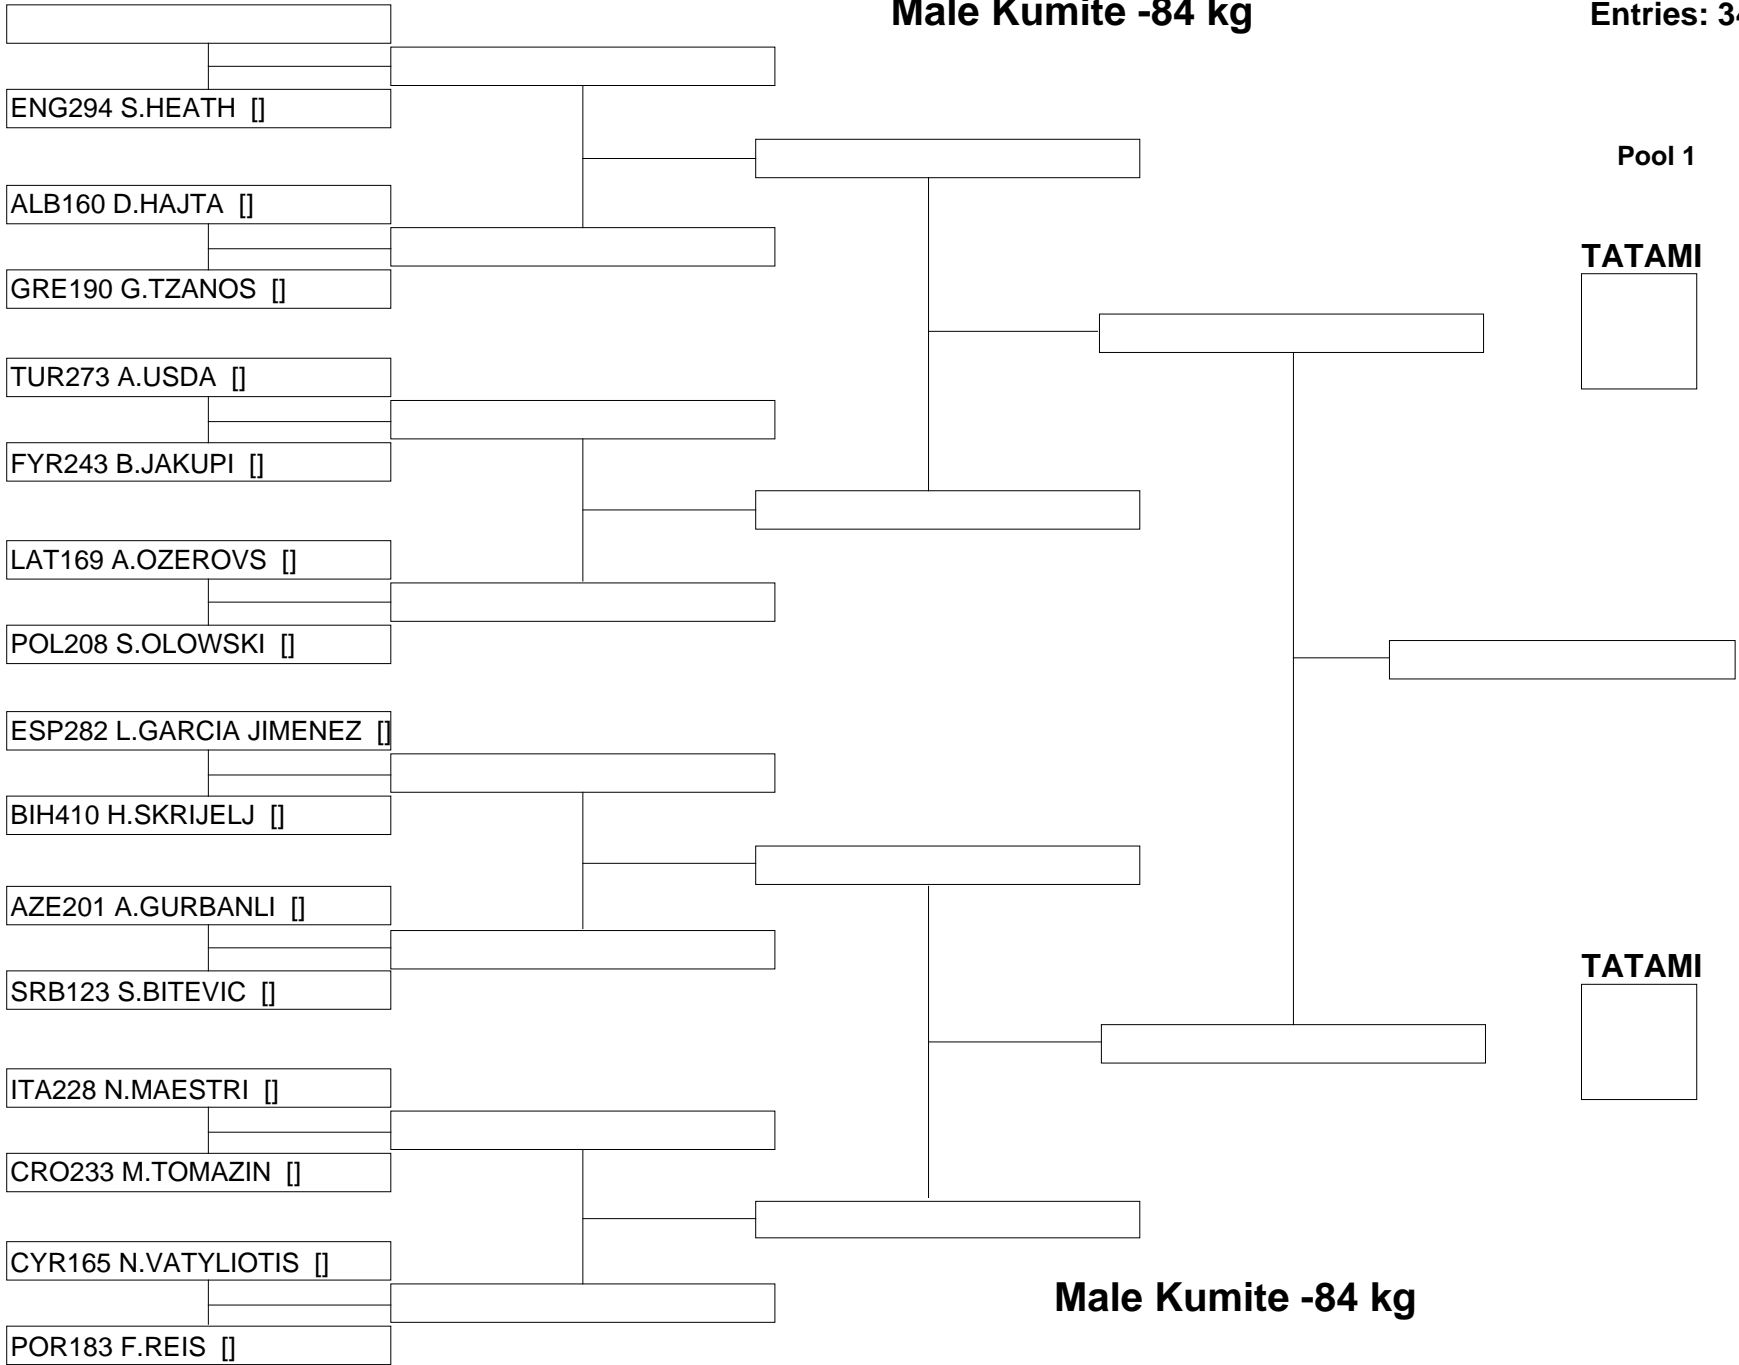 Male Kumite -84 kg
Entries: 34
ENG294 S.HEATH []
Pool 1
ALB160 D.HAJTA []
TATAMI
GRE190 G.TZANOS []
TUR273 A.USDA []
FYR243 B.JAKUPI []
LAT169 A.OZEROVS []
POL208 S.OLOWSKI []
ESP282 L.GARCIA JIMENEZ []
BIH410 H.SKRIJELJ []
AZE201 A.GURBANLI []
TATAMI
SRB123 S.BITEVIC []
ITA228 N.MAESTRI []
CRO233 M.TOMAZIN []
CYR165 N.VATYLIOTIS []
Male Kumite -84 kg
POR183 F.REIS []